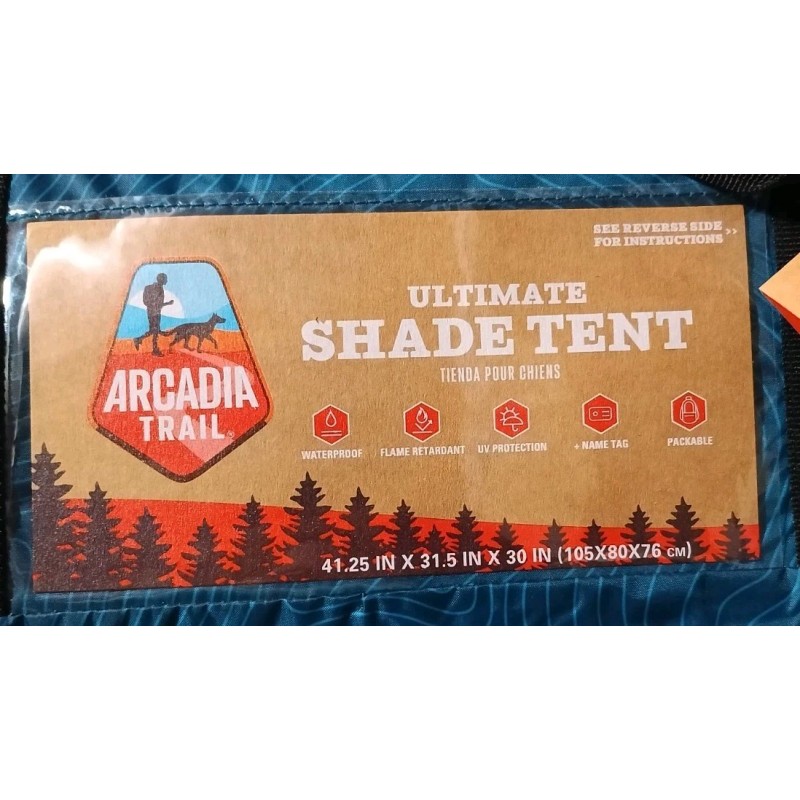 SEE REVERSE SIDE >>
FOR INSTRUCTIONS
ULTIMATE
SHADE TENT
TIENDA POUR CHIENS
ARCADIA
TRAIL
WATERPROOF
FLAME RETARDANT
UV PROTECTION
+ NAME TAG
PACKABLE
41.25 IN X 31.5 IN X 30 IN (105X80X76 CM)